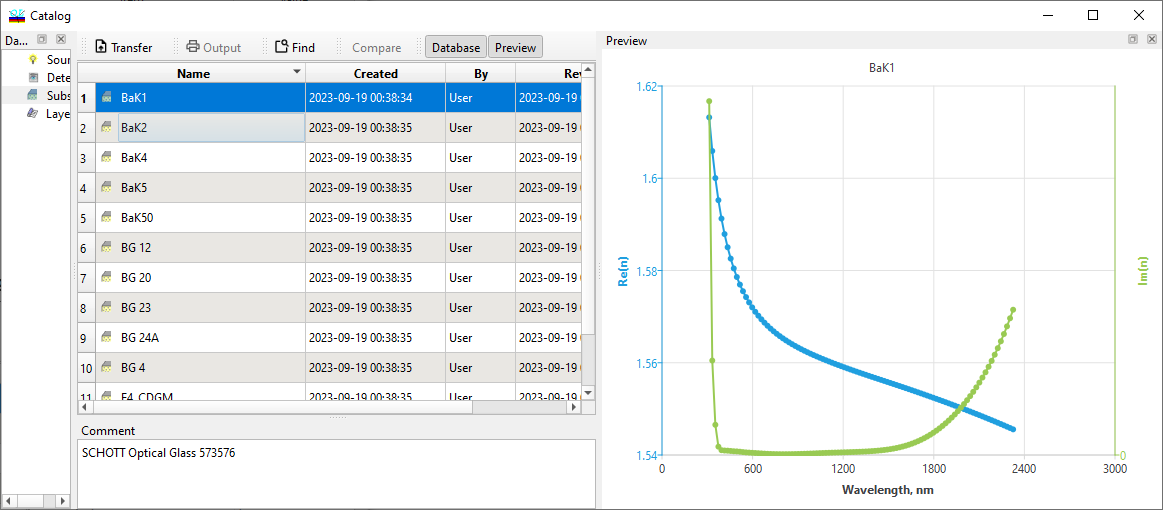 Catalog
Da...
Sour
Dete
Subs
Laye
Transfer Output Find Compare Database Preview
Name Created By Rev
1 BaK1 2023-09-19 00:38:34 User 2023-09-19
2 BaK2 2023-09-19 00:38:35 User 2023-09-19
3 BaK4 2023-09-19 00:38:35 User 2023-09-19
4 BaK5 2023-09-19 00:38:35 User 2023-09-19
5 BaK50 2023-09-19 00:38:35 User 2023-09-19
6 BG 12 2023-09-19 00:38:35 User 2023-09-19
7 BG 20 2023-09-19 00:38:35 User 2023-09-19
8 BG 23 2023-09-19 00:38:35 User 2023-09-19
9 BG 24A 2023-09-19 00:38:35 User 2023-09-19
10 BG 4 2023-09-19 00:38:35 User 2023-09-19
11 2023-09-19 00:38:35 User 2023-09-19
Comment
SCHOTT Optical Glass 573576
Preview
BaK1
1.62
1.6
1.58
1.56
1.54
Re(n)
Im(n)
0
0 600 1200 1800 2400 3000
Wavelength, nm